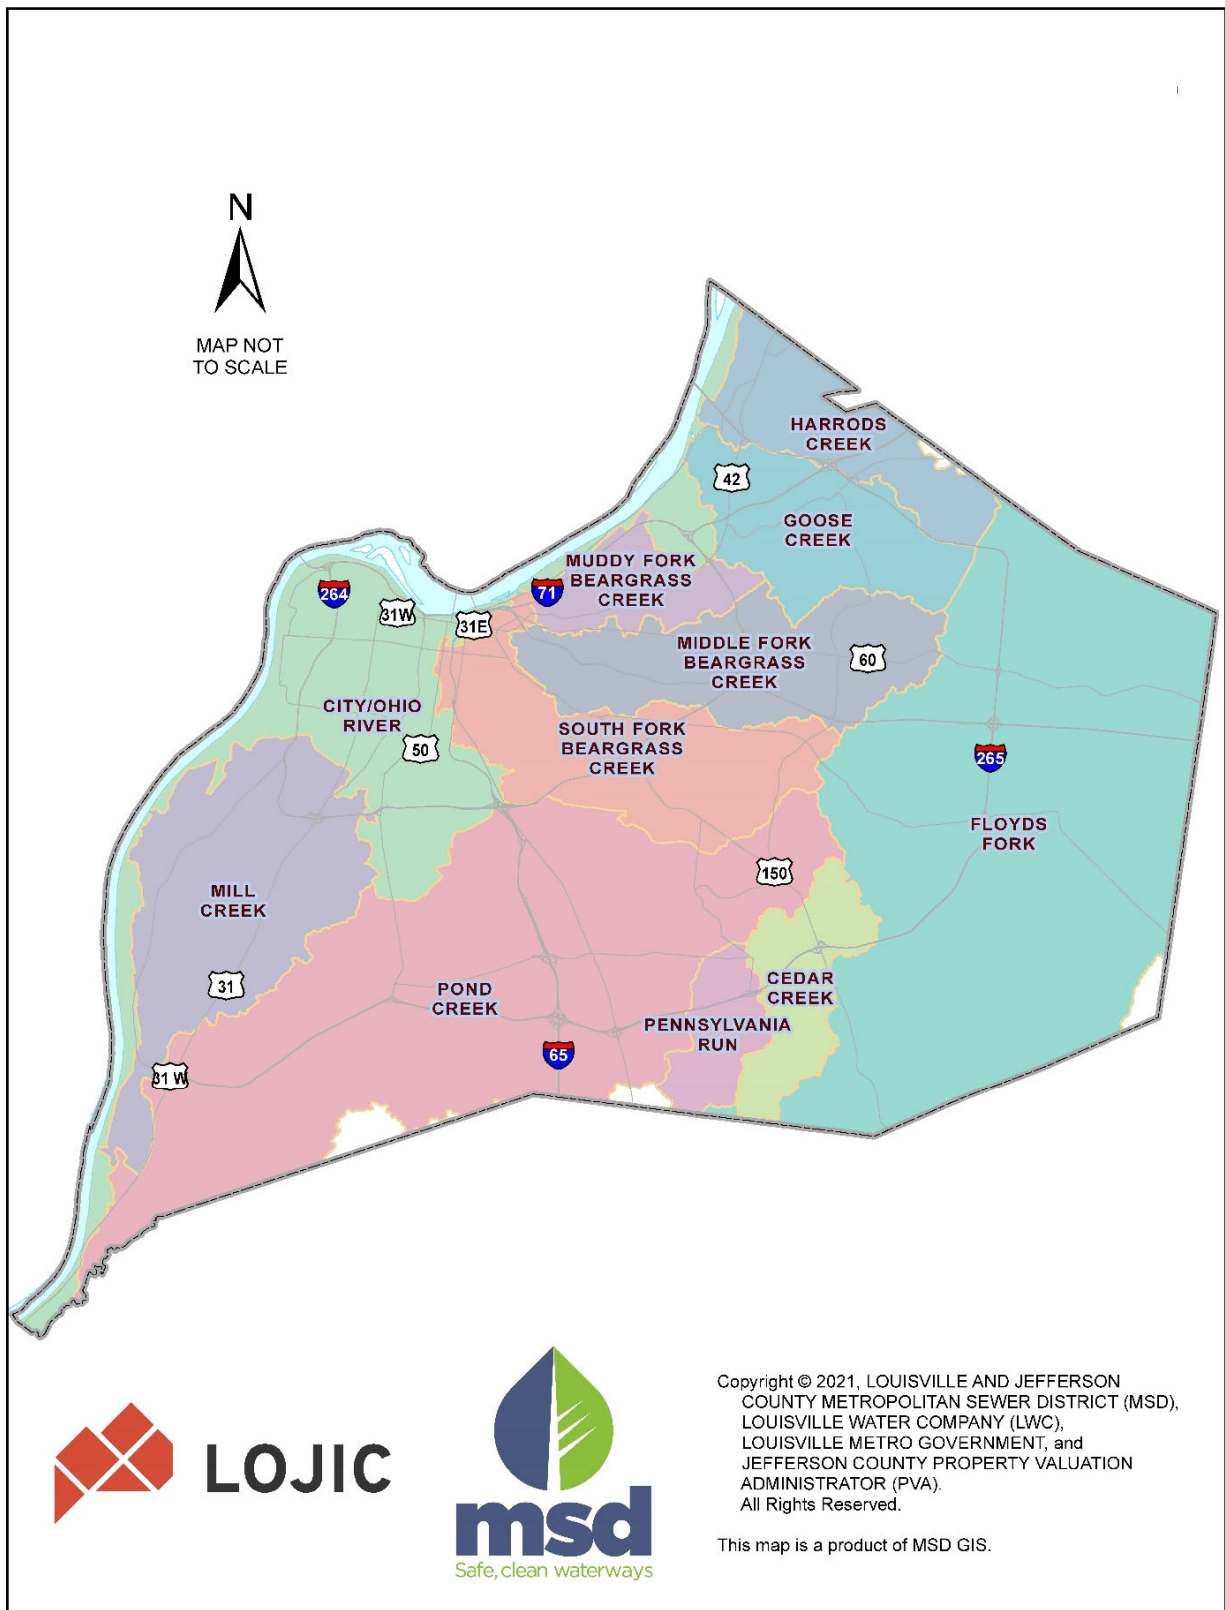 N
MAP NOT
TO SCALE
HARRODS
CREEK
42
GOOSE
CREEK
MUDDY FORK
BEARGRASS
CREEK
71
264
31W
31E
MIDDLE FORK
BEARGRASS
CREEK
60
CITY/OHIO
RIVER
50
SOUTH FORK
BEARGRASS
CREEK
265
FLOYDS
FORK
150
MILL
CREEK
31
POND
CREEK
CEDAR
CREEK
PENNSYLVANIA
RUN
65
31 W
LOJIC
msd
Safe, clean waterways
Copyright © 2021, LOUISVILLE AND JEFFERSON
COUNTY METROPOLITAN SEWER DISTRICT (MSD),
LOUISVILLE WATER COMPANY (LWC),
LOUISVILLE METRO GOVERNMENT, and
JEFFERSON COUNTY PROPERTY VALUATION
ADMINISTRATOR (PVA).
All Rights Reserved.
This map is a product of MSD GIS.